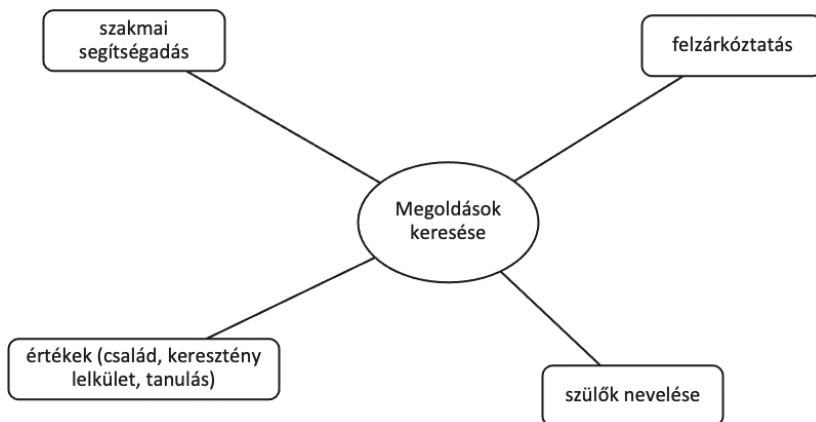 szakmai
segítségadás
felzárkóztatás
Megoldások
keresése
értékek (család, keresztény
lelkület, tanulás)
szülők nevelése